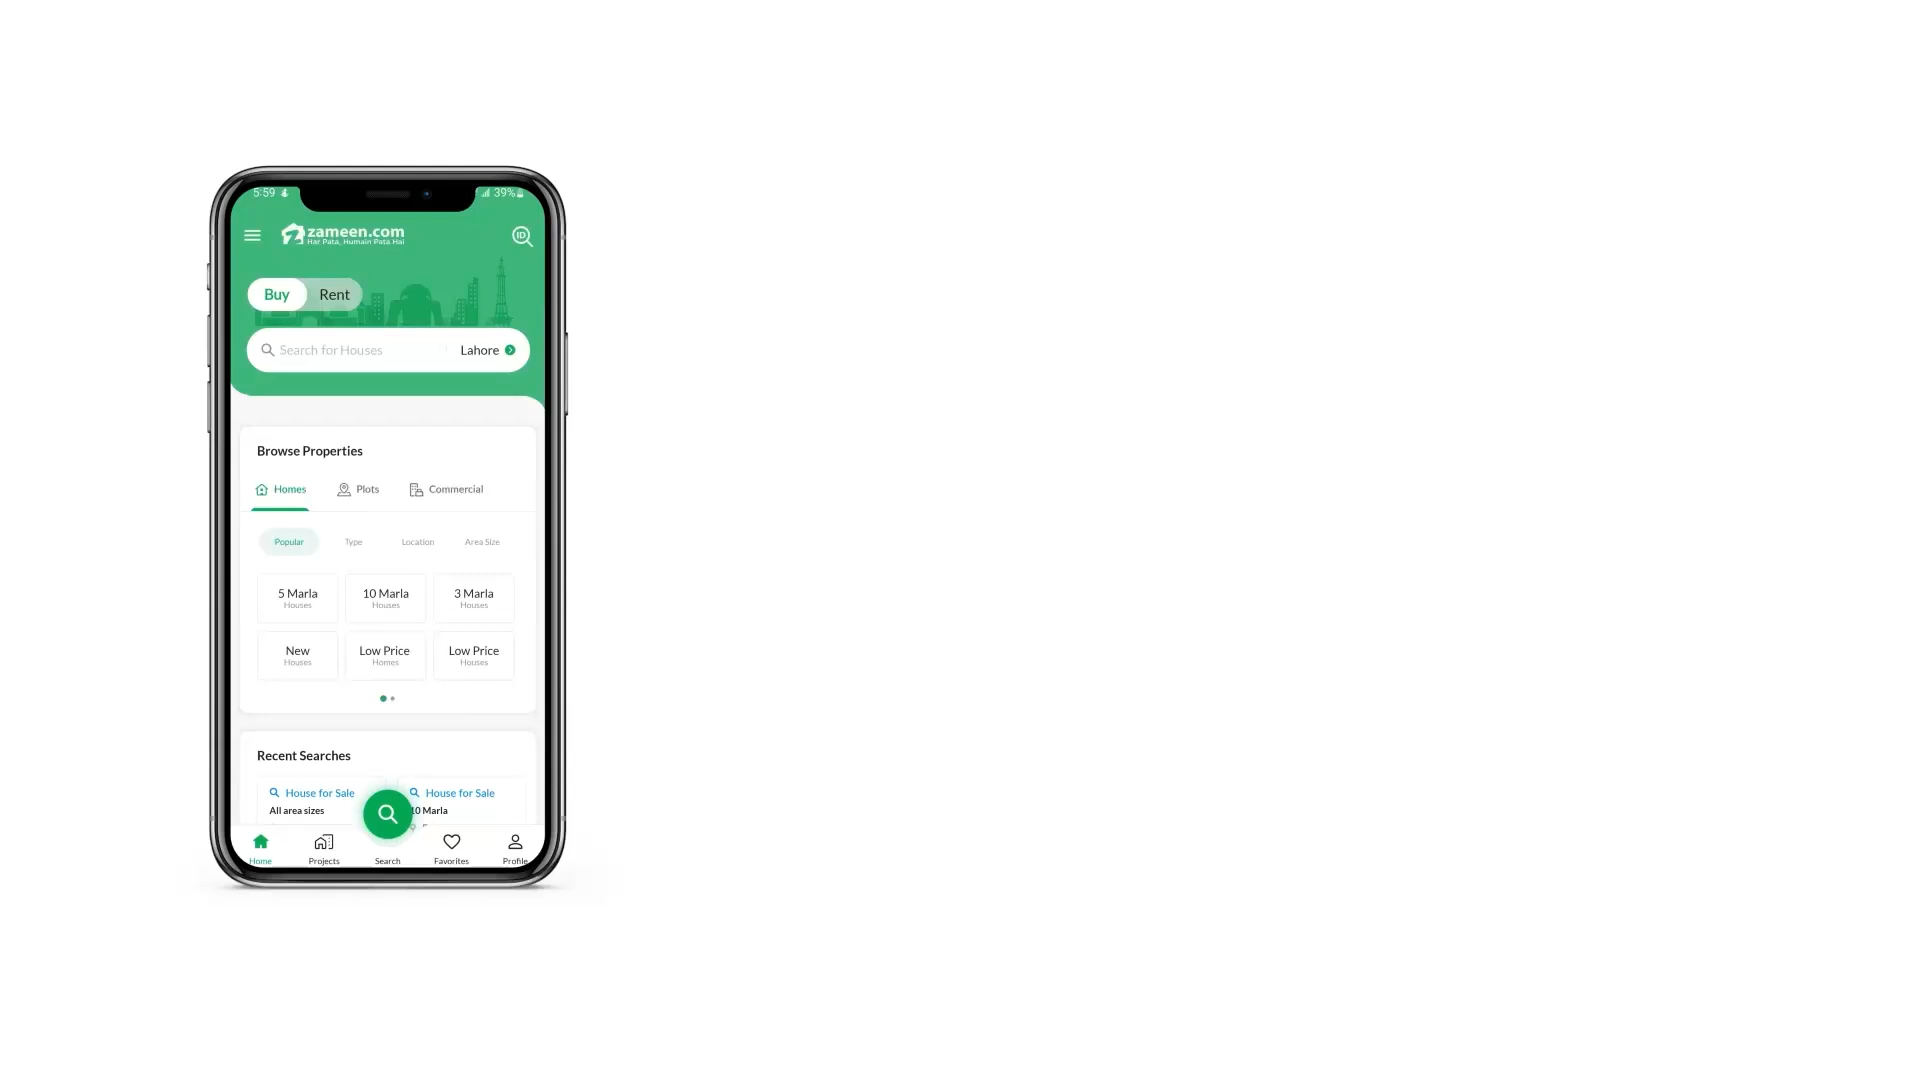 5:59
39%
zameen.com
Har Pata, Humain Pata Hai
ID
Buy Rent
Search for Houses Lahore
Browse Properties
Homes Plots Commercial
Popular Type Location Area Size
5 Marla 10 Marla 3 Marla
Houses Houses Houses
New Low Price Low Price
Houses Homes Houses
Recent Searches
House for Sale House for Sale
All area sizes 10 Marla
Home Projects Search Favorites Profile